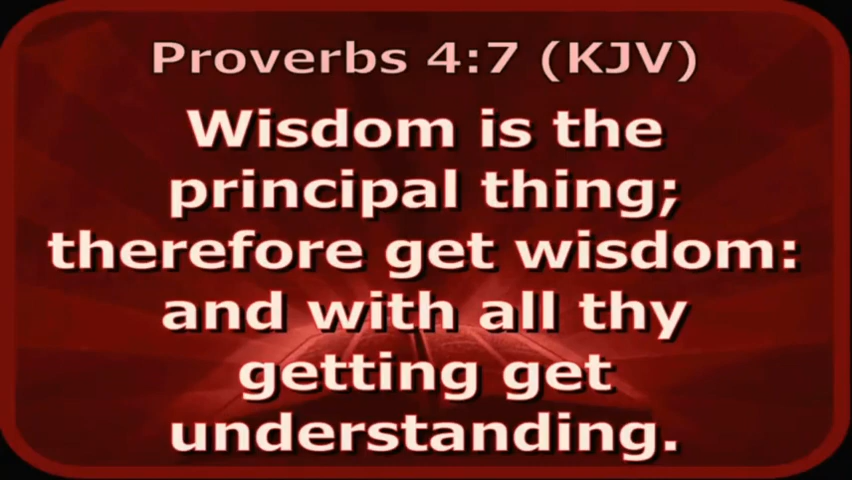 Proverbs 4:7 (KJV)
Wisdom is the
principal thing;
therefore get wisdom:
and with all thy
getting get
understanding.